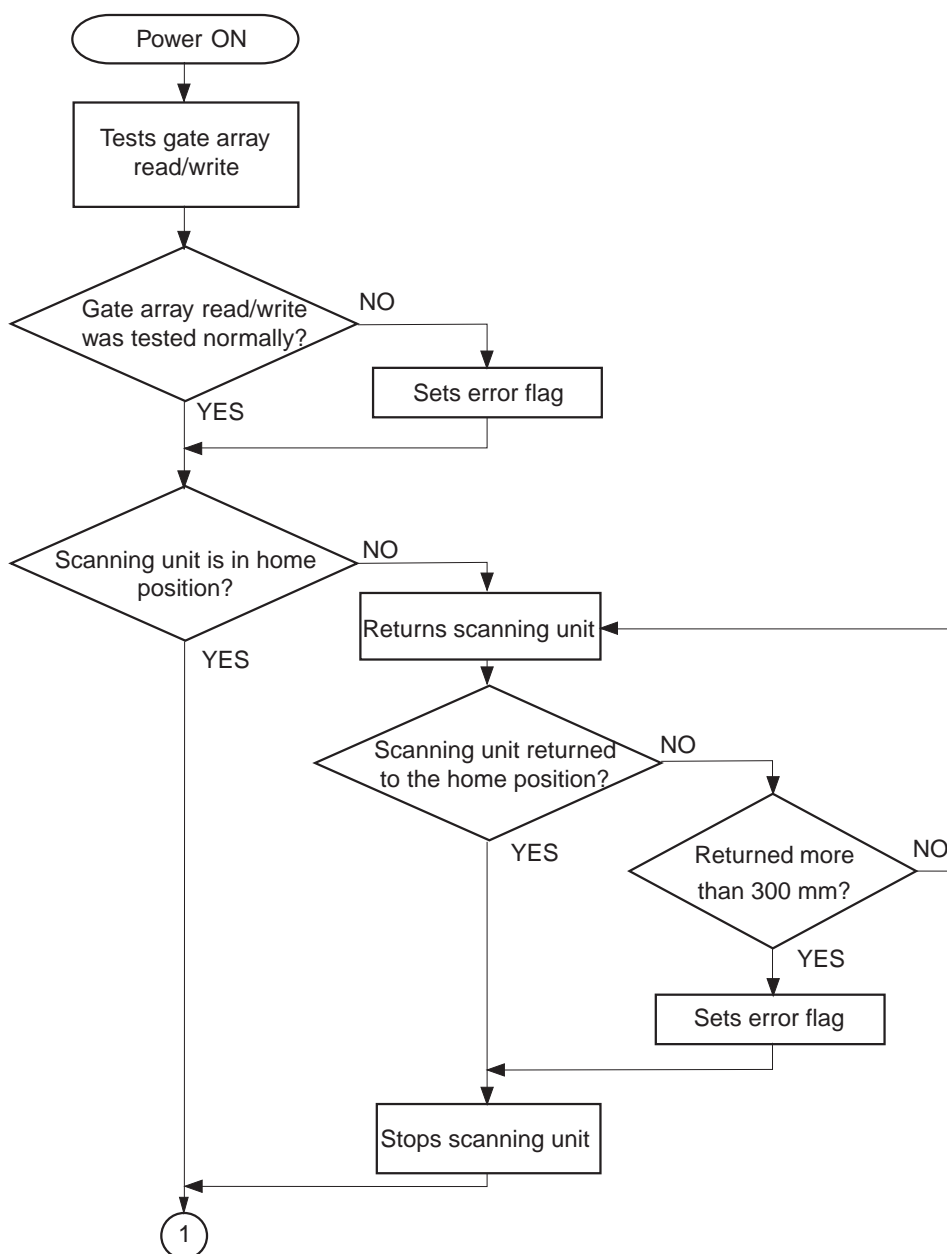 Power ON
Tests gate array
read/write
Gate array read/write
was tested normally?
NO
Sets error flag
YES
Scanning unit is in home
position?
NO
Returns scanning unit
YES
Scanning unit returned
to the home position?
NO
YES
Returned more
than 300 mm?
NO
YES
Sets error flag
Stops scanning unit
1